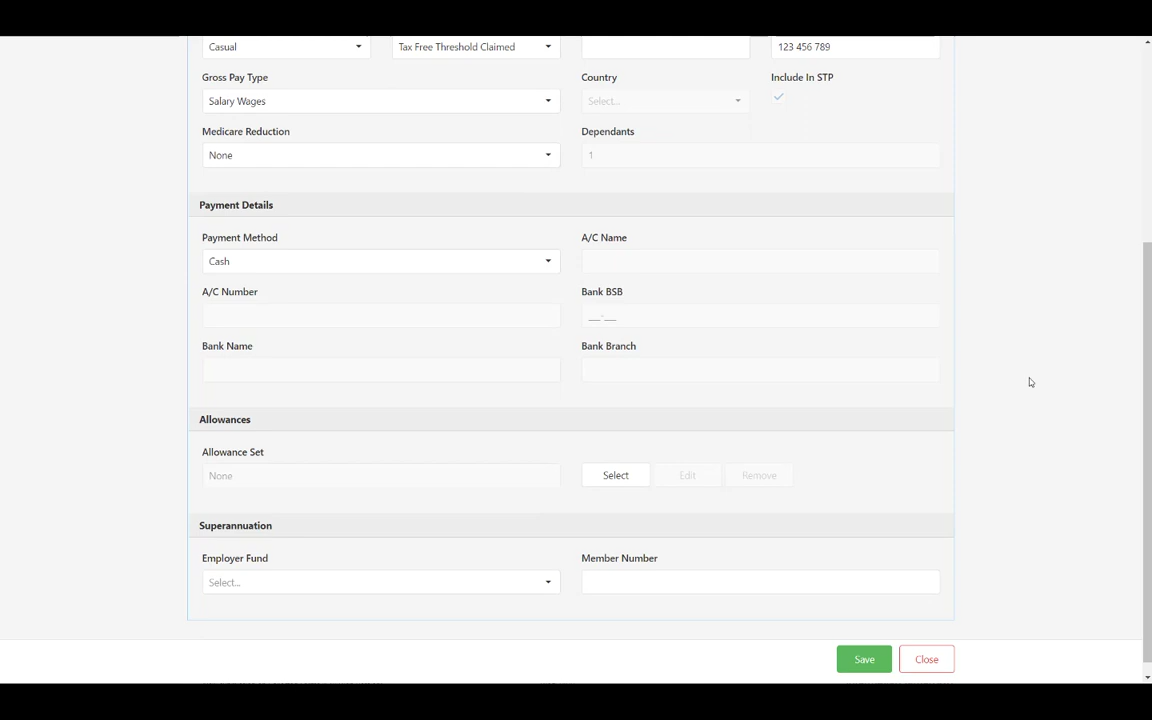 Casual Tax Free Threshold Claimed 123 456 789
Gross Pay Type Country Include In STP
Salary Wages Select...
Medicare Reduction Dependants
None 1
Payment Details
Payment Method A/C Name
Cash
A/C Number Bank BSB
___-___
Bank Name Bank Branch
Allowances
Allowance Set
None Select Edit Remove
Superannuation
Employer Fund Member Number
Select...
Save Close